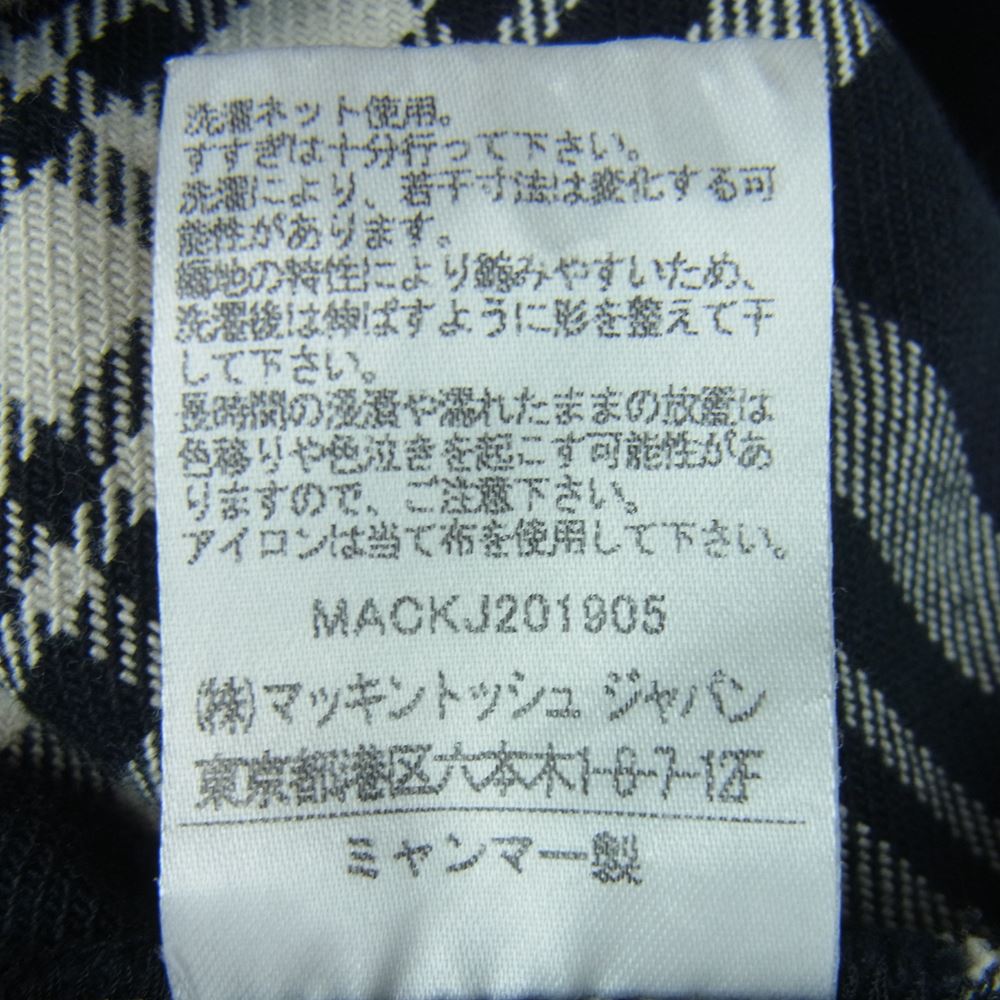 洗濯ネット使用。
すすぎは十分行って下さい。
洗濯により、若干寸法は変化する可
能性があります。
編地の特性により縮みやすいため、
洗濯後は伸ばすように形を整えて干
して下さい。
長時間の浸漬や濡れたままの放置は
色移りや色泣きを起こす可能性があ
りますので、ご注意下さい。
アイロンは当て布を使用して下さい。
MACKJ201905
(株)マッキントッシュ ジャパン
東京都港区六本木1-8-7-12F
ミャンマー製